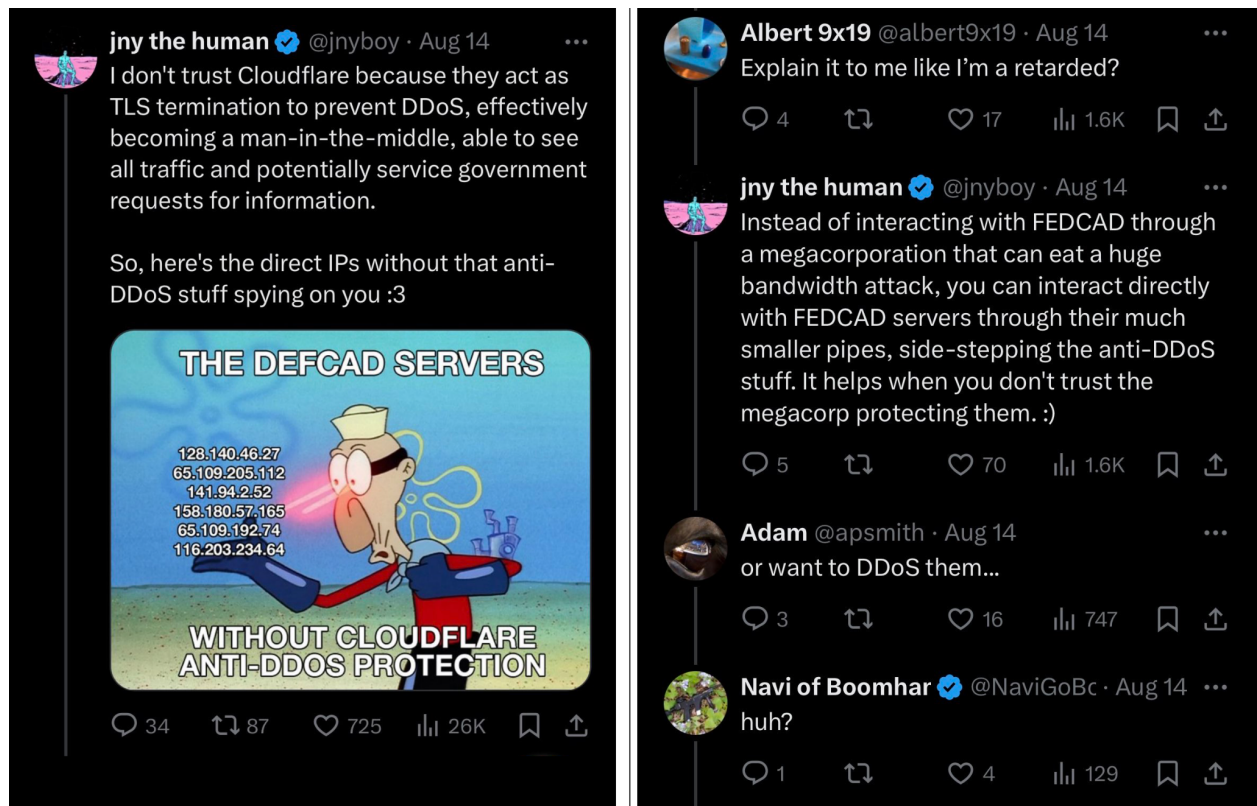 jny the human @jnyboy · Aug 14
I don't trust Cloudflare because they act as
TLS termination to prevent DDoS, effectively
becoming a man-in-the-middle, able to see
all traffic and potentially service government
requests for information.
So, here's the direct IPs without that anti-
DDoS stuff spying on you :3
THE DEFCAD SERVERS
128.140.46.27
65.109.205.112
141.94.2.52
158.180.57.165
65.109.192.74
116.203.234.64
WITHOUT CLOUDFLARE
ANTI-DDOS PROTECTION
34 87 725 26K
Albert 9x19 @albert9x19 · Aug 14
Explain it to me like I'm a retarded?
4 17 1.6K
jny the human @jnyboy · Aug 14
Instead of interacting with FEDCAD through
a megacorporation that can eat a huge
bandwidth attack, you can interact directly
with FEDCAD servers through their much
smaller pipes, side-stepping the anti-DDoS
stuff. It helps when you don't trust the
megacorp protecting them. :)
5 70 1.6K
Adam @apsmith · Aug 14
or want to DDoS them...
3 16 747
Navi of Boomhar @NaviGoBc · Aug 14
huh?
1 4 129